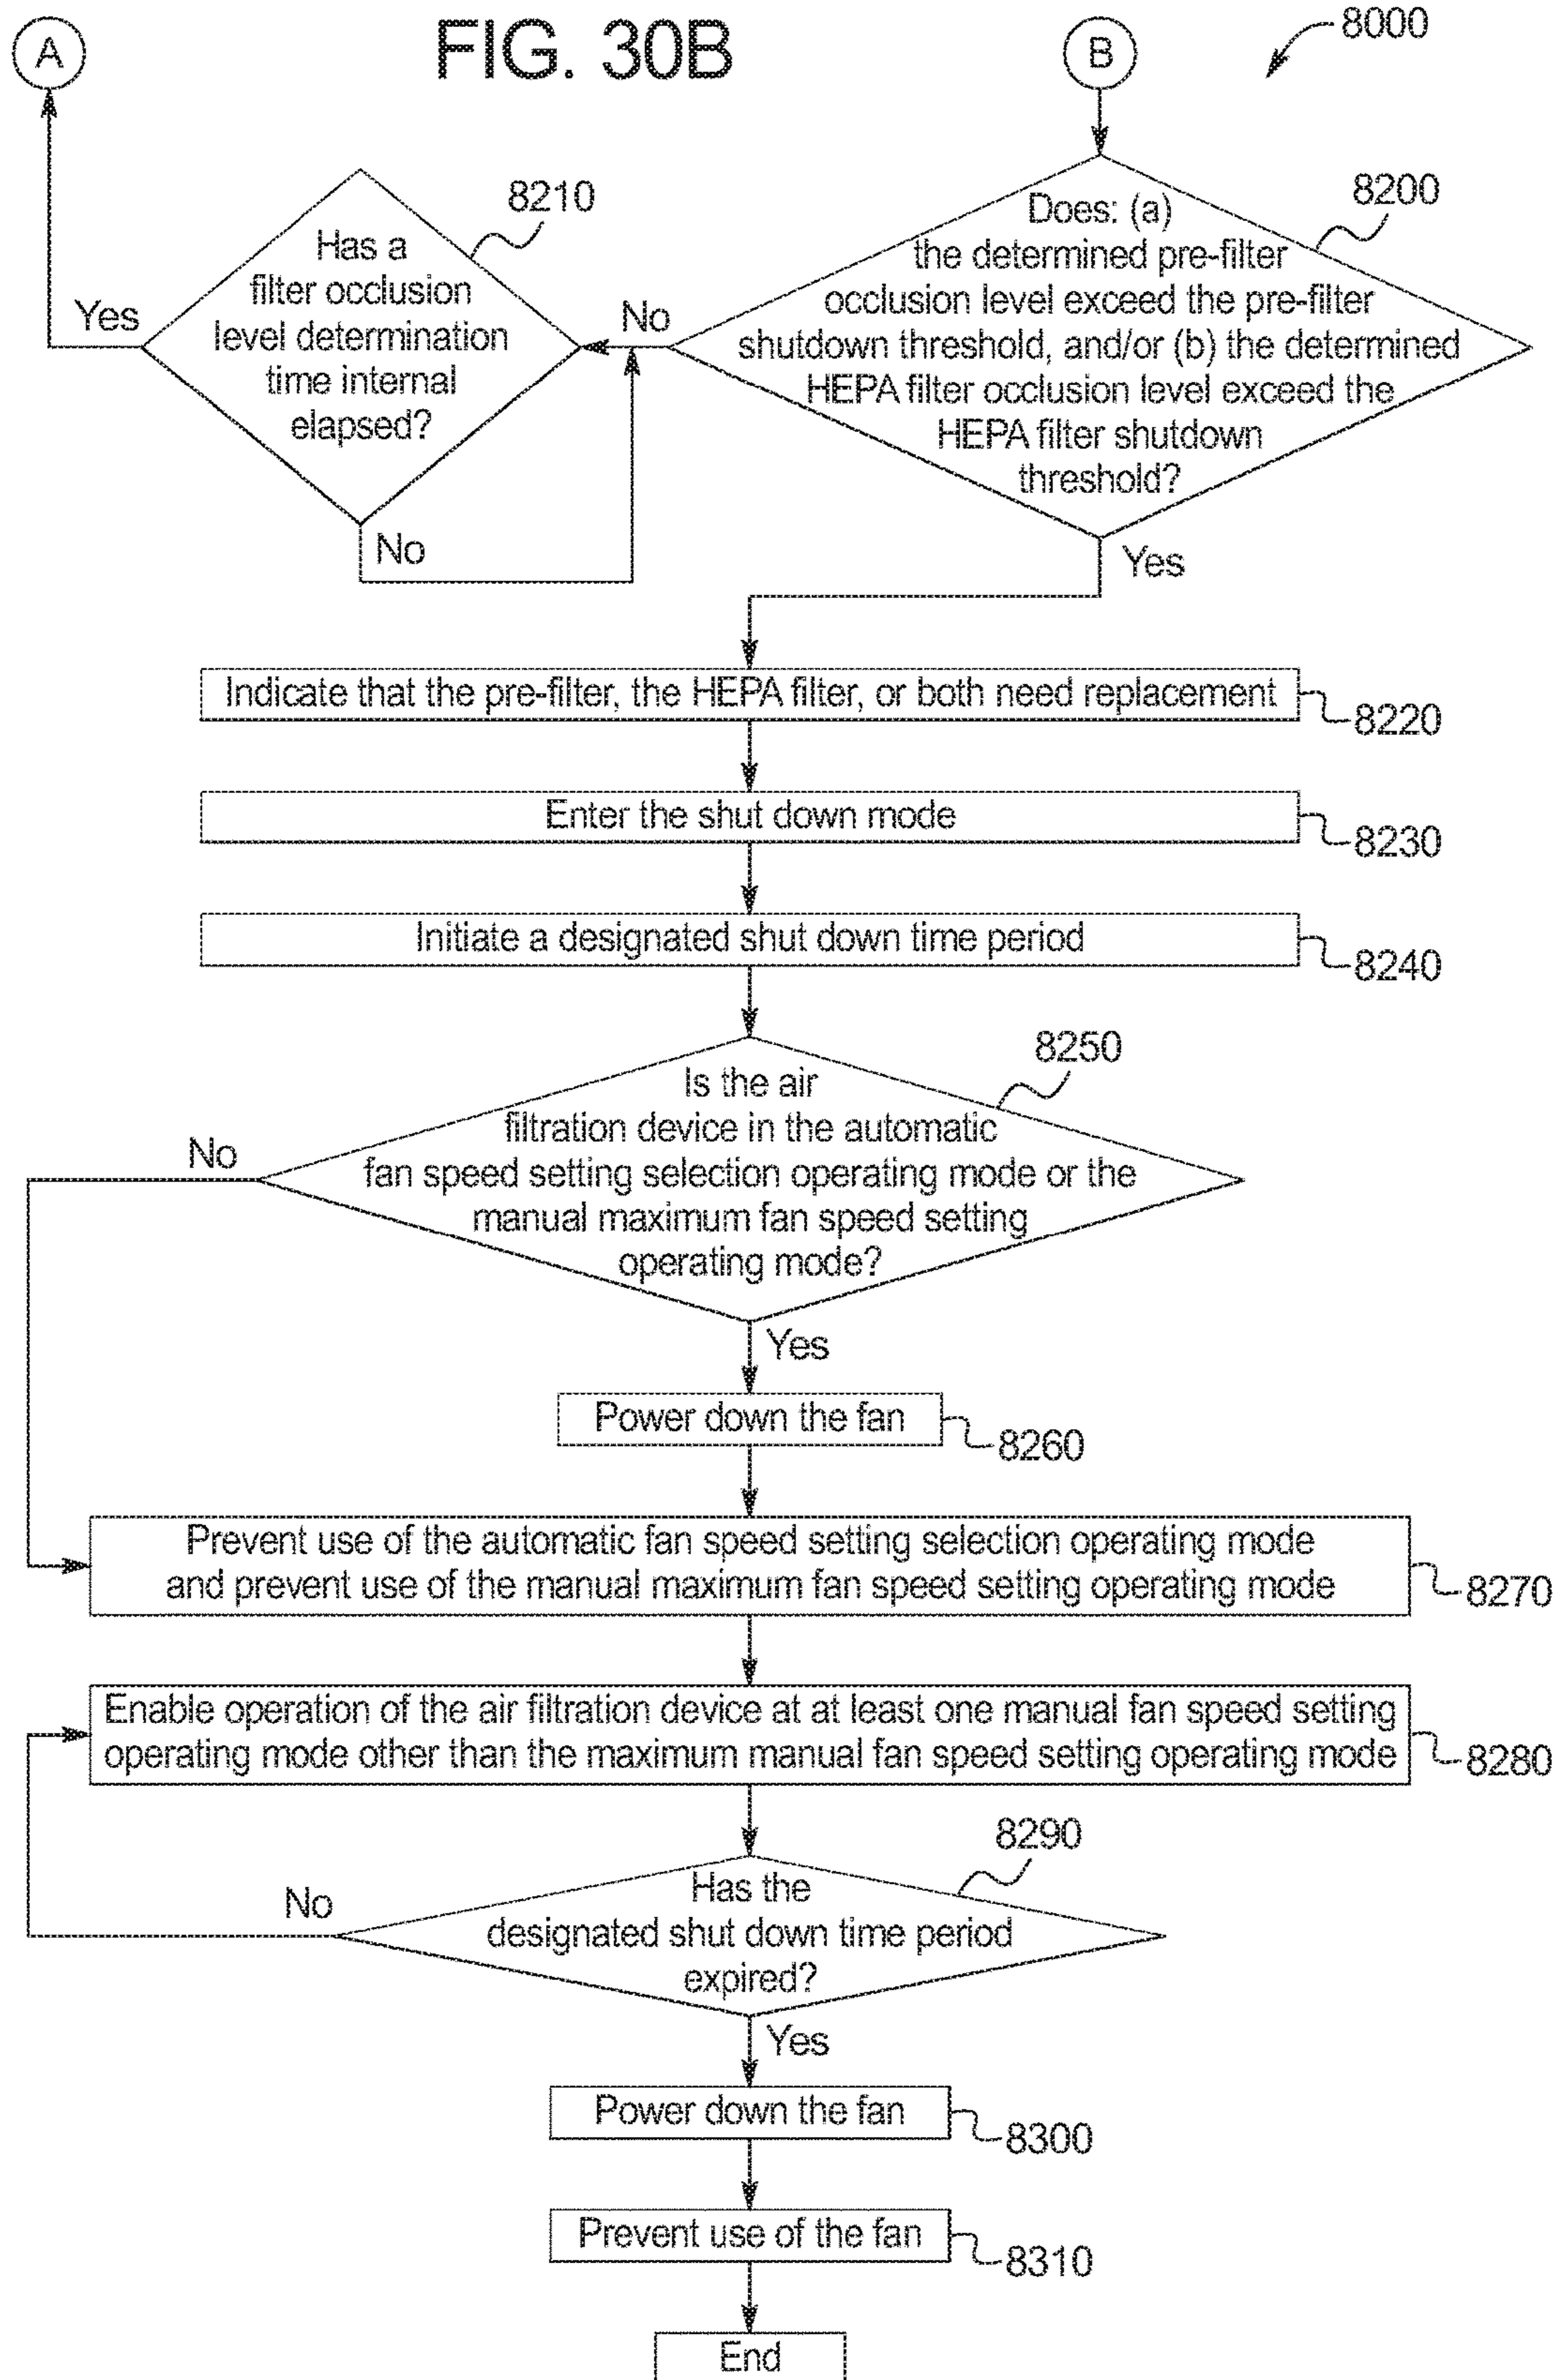 FIG. 30B
A
B
8000
8210
Has a
filter occlusion
level determination
time internal
elapsed?
Yes
No
8200
Does: (a)
the determined pre-filter
occlusion level exceed the pre-filter
shutdown threshold, and/or (b) the determined
HEPA filter occlusion level exceed the
HEPA filter shutdown
threshold?
No
Yes
Indicate that the pre-filter, the HEPA filter, or both need replacement
8220
Enter the shut down mode
8230
Initiate a designated shut down time period
8240
8250
Is the air
filtration device in the automatic
fan speed setting selection operating mode or the
manual maximum fan speed setting
operating mode?
No
Yes
Power down the fan
8260
Prevent use of the automatic fan speed setting selection operating mode
and prevent use of the manual maximum fan speed setting operating mode
8270
Enable operation of the air filtration device at at least one manual fan speed setting
operating mode other than the maximum manual fan speed setting operating mode
8280
8290
Has the
designated shut down time period
expired?
No
Yes
Power down the fan
8300
Prevent use of the fan
8310
End